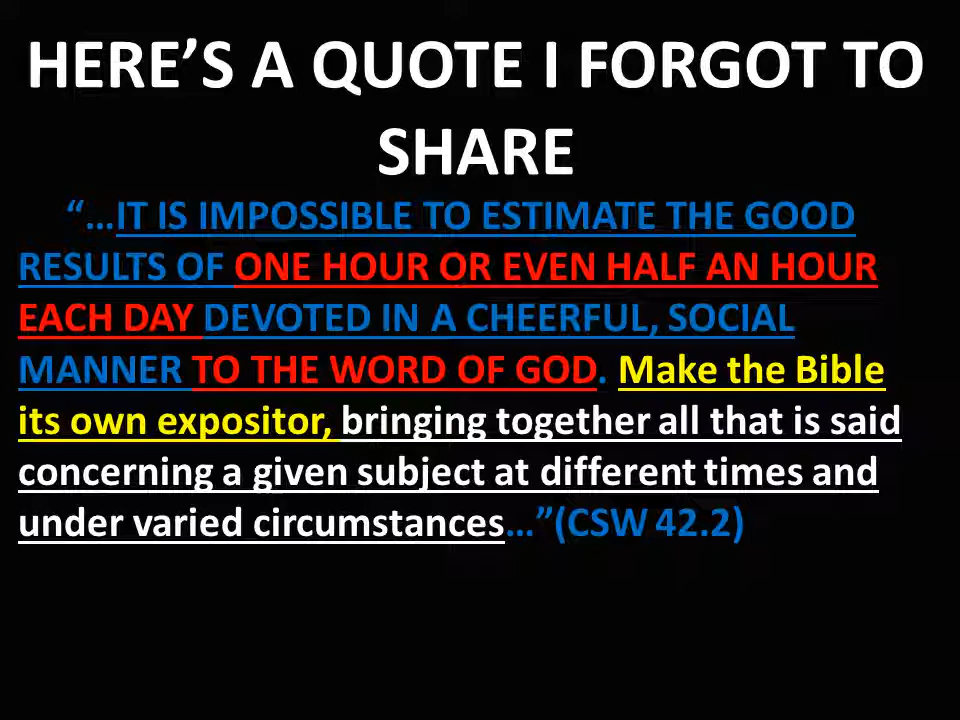 HERE’S A QUOTE I FORGOT TO
SHARE
“…IT IS IMPOSSIBLE TO ESTIMATE THE GOOD
RESULTS OF ONE HOUR OR EVEN HALF AN HOUR
EACH DAY DEVOTED IN A CHEERFUL, SOCIAL
MANNER TO THE WORD OF GOD. Make the Bible
its own expositor, bringing together all that is said
concerning a given subject at different times and
under varied circumstances…”(CSW 42.2)